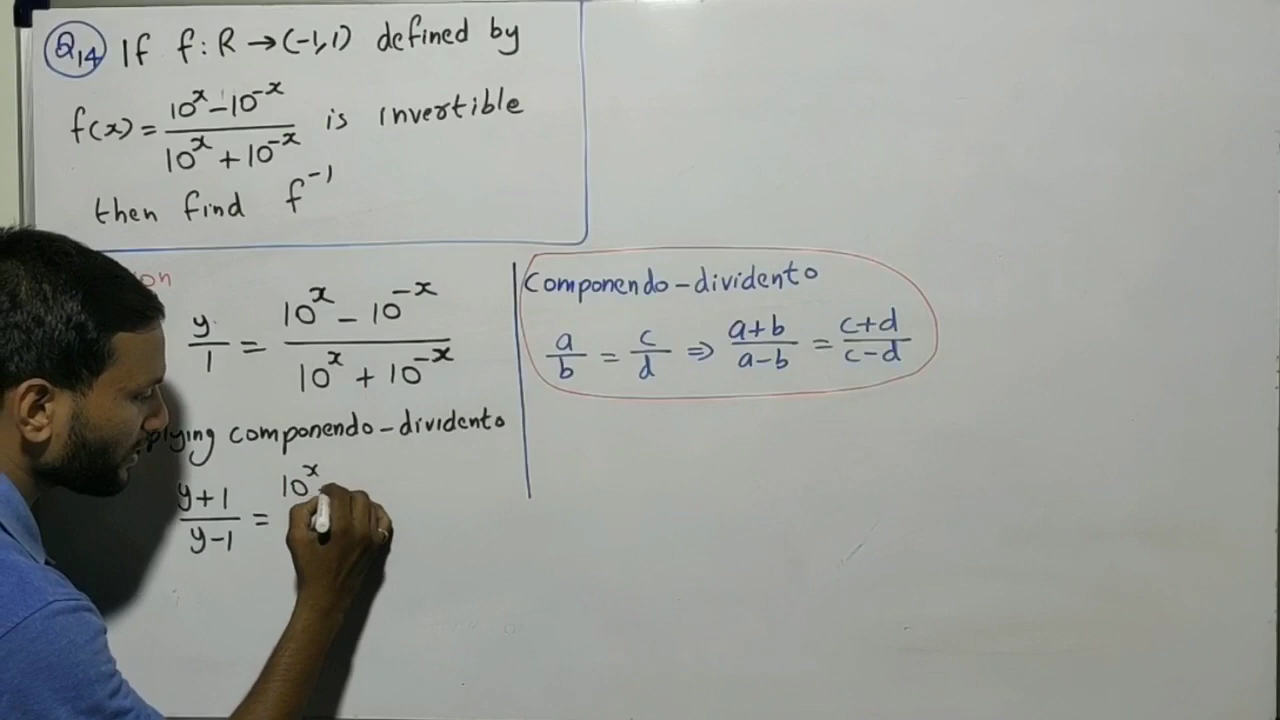 Q14 If f: R → (-1,1) defined by
f(x) = 10^x - 10^-x / 10^x + 10^-x is invertible
then find f^-1
y/1 = 10^x - 10^-x / 10^x + 10^-x
componendo-dividento
a/b = c/d ⇒ a+b/a-b = c+d/c-d
componendo-dividento
y+1/y-1 = 10^x